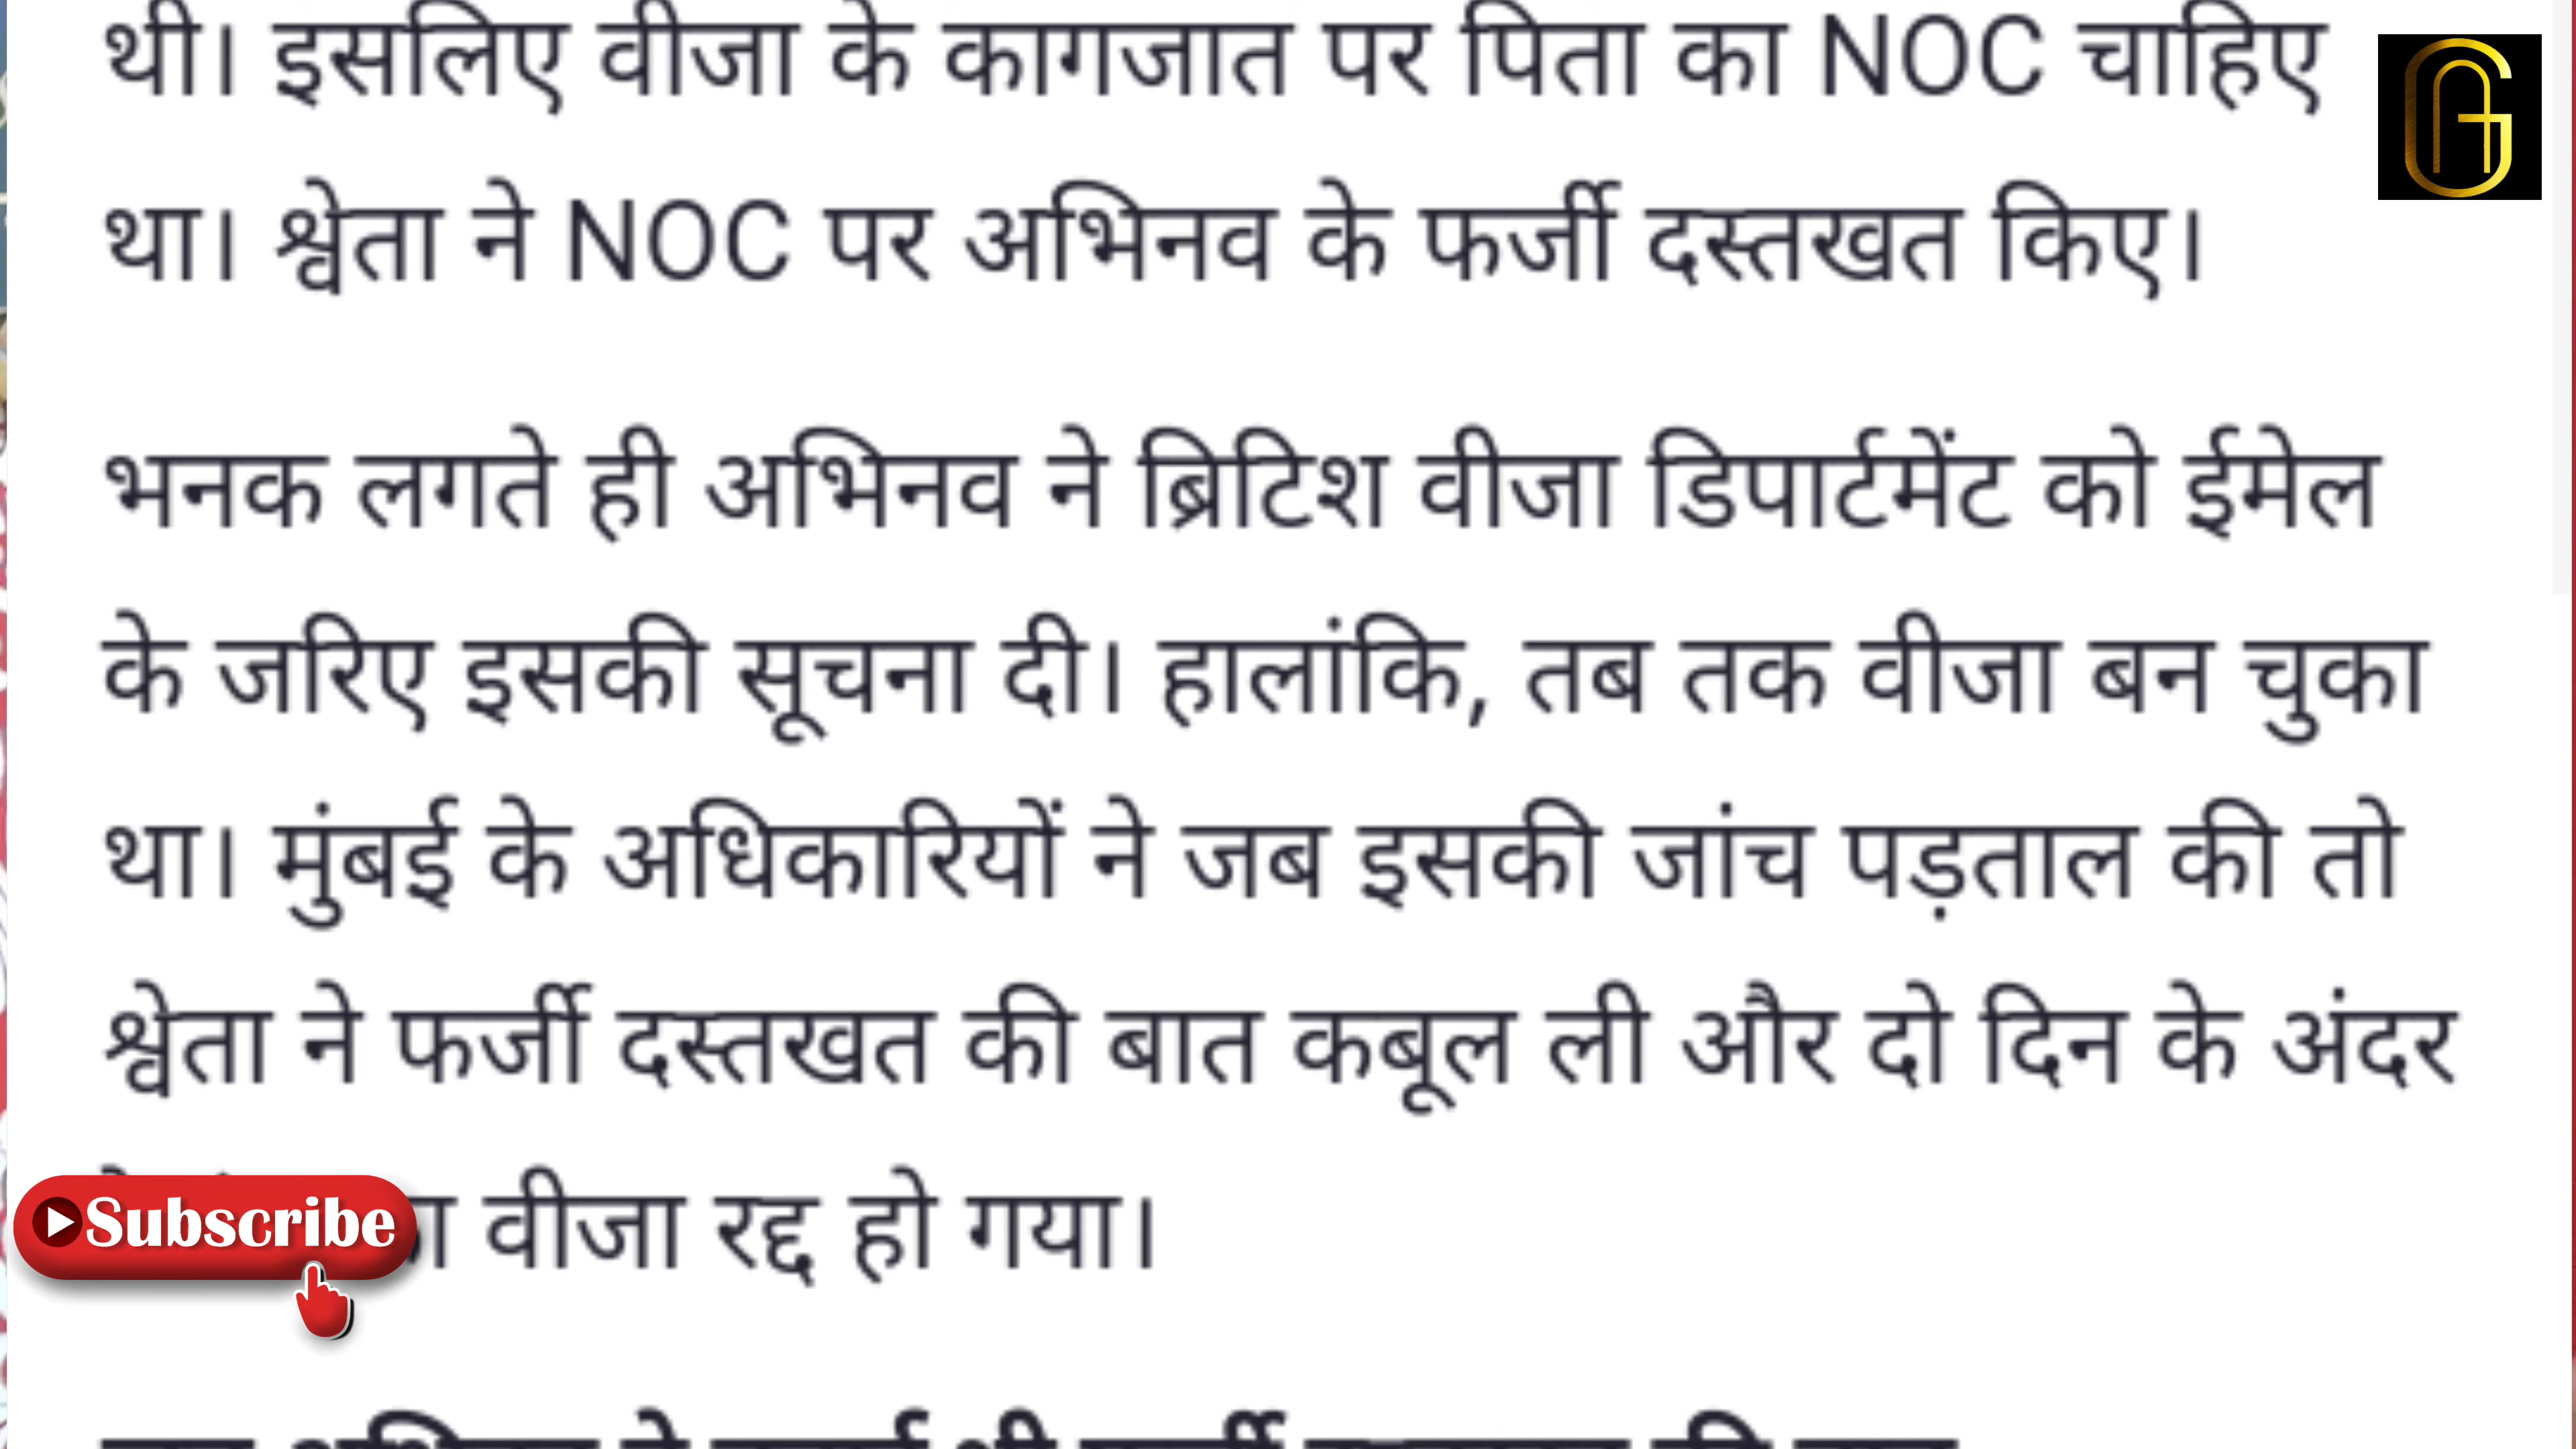 थी। इसलिए वीजा के कागजात पर पिता का NOC चाहिए
था। श्वेता ने NOC पर अभिनव के फर्जी दस्तखत किए।
भनक लगते ही अभिनव ने ब्रिटिश वीजा डिपार्टमेंट को ईमेल
के जरिए इसकी सूचना दी। हालांकि, तब तक वीजा बन चुका
था। मुंबई के अधिकारियों ने जब इसकी जांच पड़ताल की तो
श्वेता ने फर्जी दस्तखत की बात कबूल ली और दो दिन के अंदर
वीजा रद्द हो गया।
Subscribe